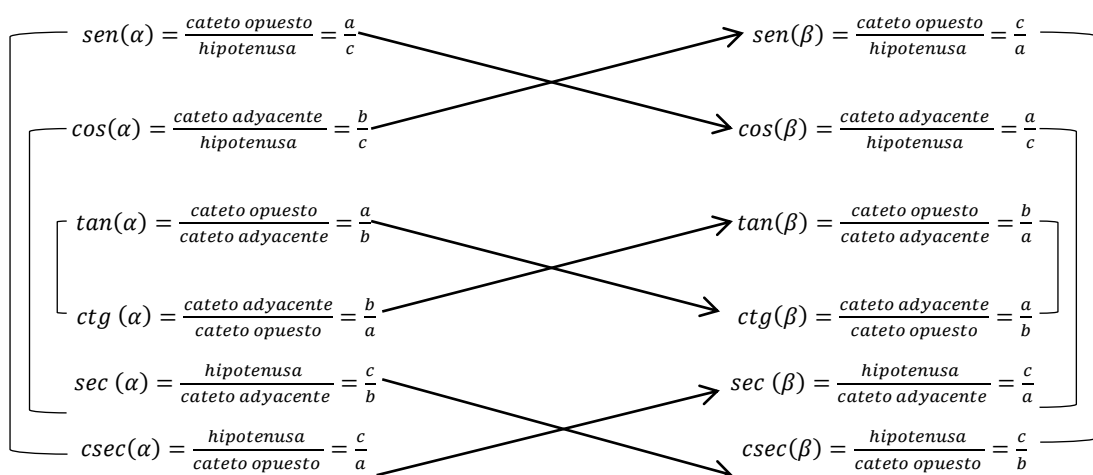 sen(α) = cateto opuesto / hipotenusa = a / c
sen(β) = cateto opuesto / hipotenusa = c / a
cos(α) = cateto adyacente / hipotenusa = b / c
cos(β) = cateto adyacente / hipotenusa = a / c
tan(α) = cateto opuesto / cateto adyacente = a / b
tan(β) = cateto opuesto / cateto adyacente = b / a
ctg (α) = cateto adyacente / cateto opuesto = b / a
ctg(β) = cateto adyacente / cateto opuesto = a / b
sec (α) = hipotenusa / cateto adyacente = c / b
sec (β) = hipotenusa / cateto adyacente = c / a
csec(α) = hipotenusa / cateto opuesto = c / a
csec(β) = hipotenusa / cateto opuesto = c / b